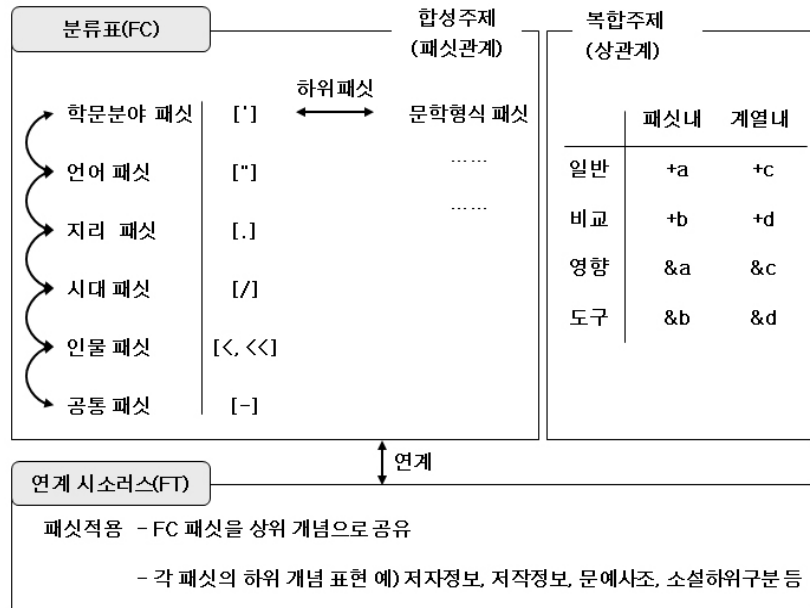 분류표(FC)
합성주제
(패싯관계)
복합주제
(상관계)
하위패싯
학문분야 패싯 ['] 문학형식 패싯
언어 패싯 ["] ……
지리 패싯 [.] ……
시대 패싯 [/]
인물 패싯 [<, <<]
공통 패싯 [-]
패싯내 계열내
일반 +a +c
비교 +b +d
영향 &a &c
도구 &b &d
연계
연계 시소러스(FT)
패싯적용 - FC 패싯을 상위 개념으로 공유
- 각 패싯의 하위 개념 표현 예) 저자정보, 저작정보, 문예사조, 소설하위구분 등